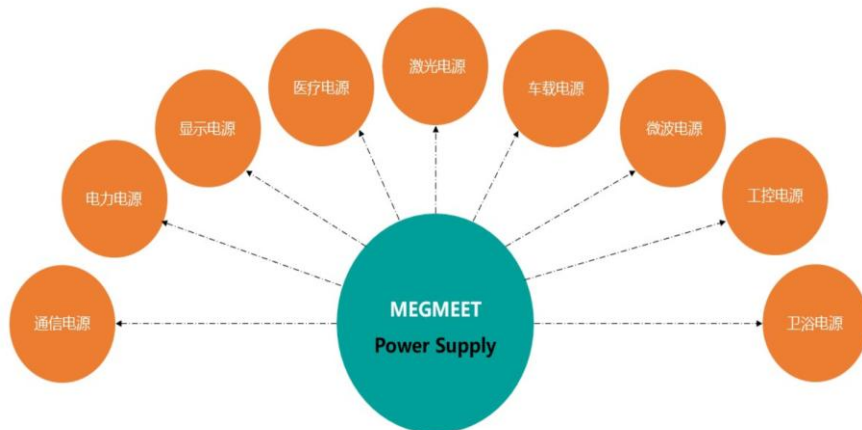 激光电源
医疗电源
车载电源
显示电源
微波电源
电力电源
工控电源
通信电源
MEGMEET
Power Supply
卫浴电源